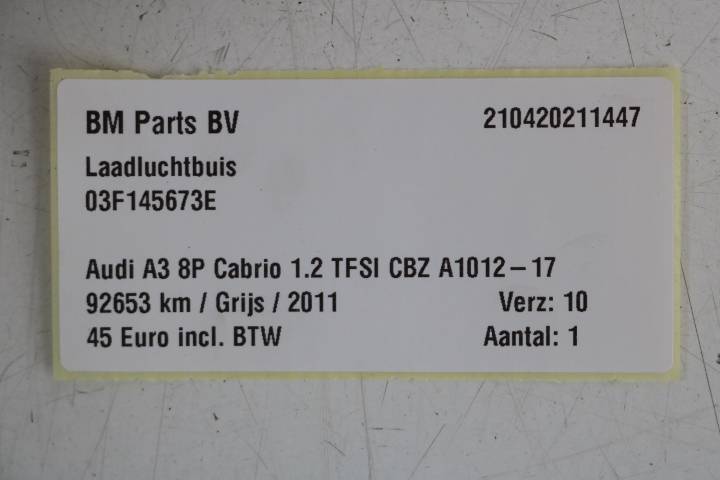 BM Parts BV 210420211447
Laadluchtbuis
03F145673E
Audi A3 8P Cabrio 1.2 TFSI CBZ A1012-17
92653 km / Grijs / 2011 Verz: 10
45 Euro incl. BTW Aantal: 1